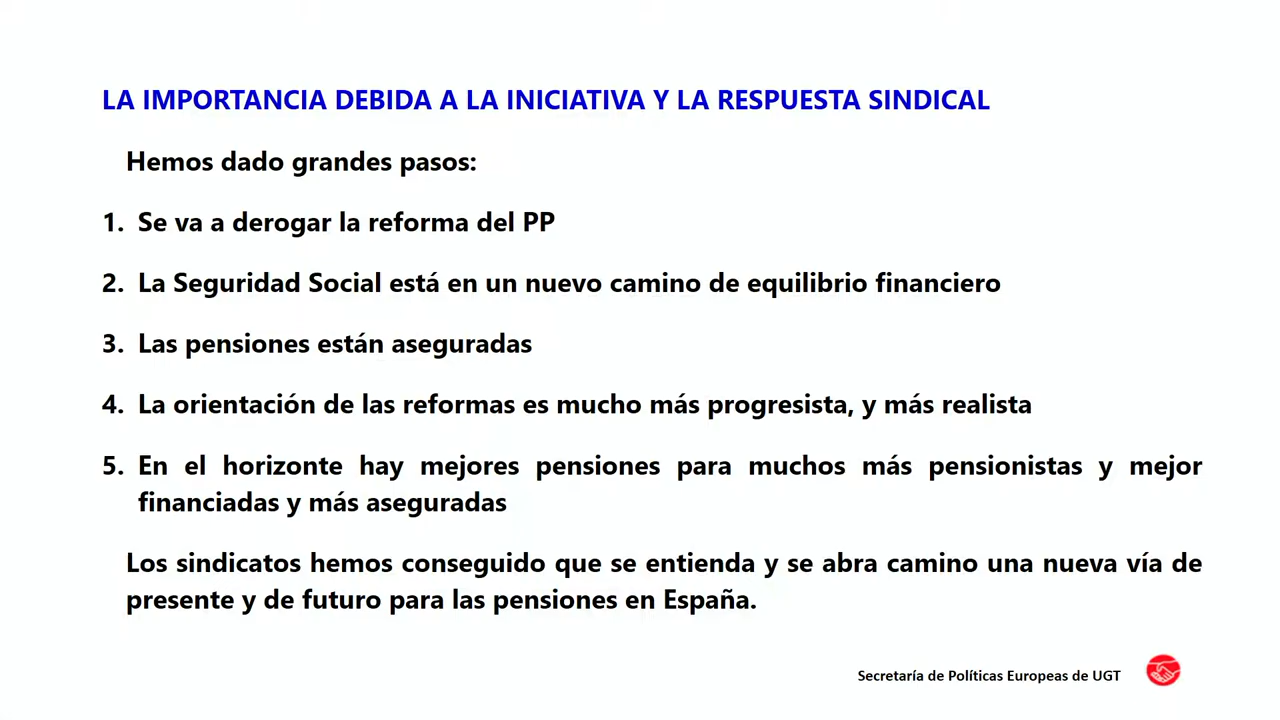 LA IMPORTANCIA DEBIDA A LA INICIATIVA Y LA RESPUESTA SINDICAL
Hemos dado grandes pasos:
1. Se va a derogar la reforma del PP
2. La Seguridad Social está en un nuevo camino de equilibrio financiero
3. Las pensiones están aseguradas
4. La orientación de las reformas es mucho más progresista, y más realista
5. En el horizonte hay mejores pensiones para muchos más pensionistas y mejor
financiadas y más aseguradas
Los sindicatos hemos conseguido que se entienda y se abra camino una nueva vía de
presente y de futuro para las pensiones en España.
Secretaría de Políticas Europeas de UGT